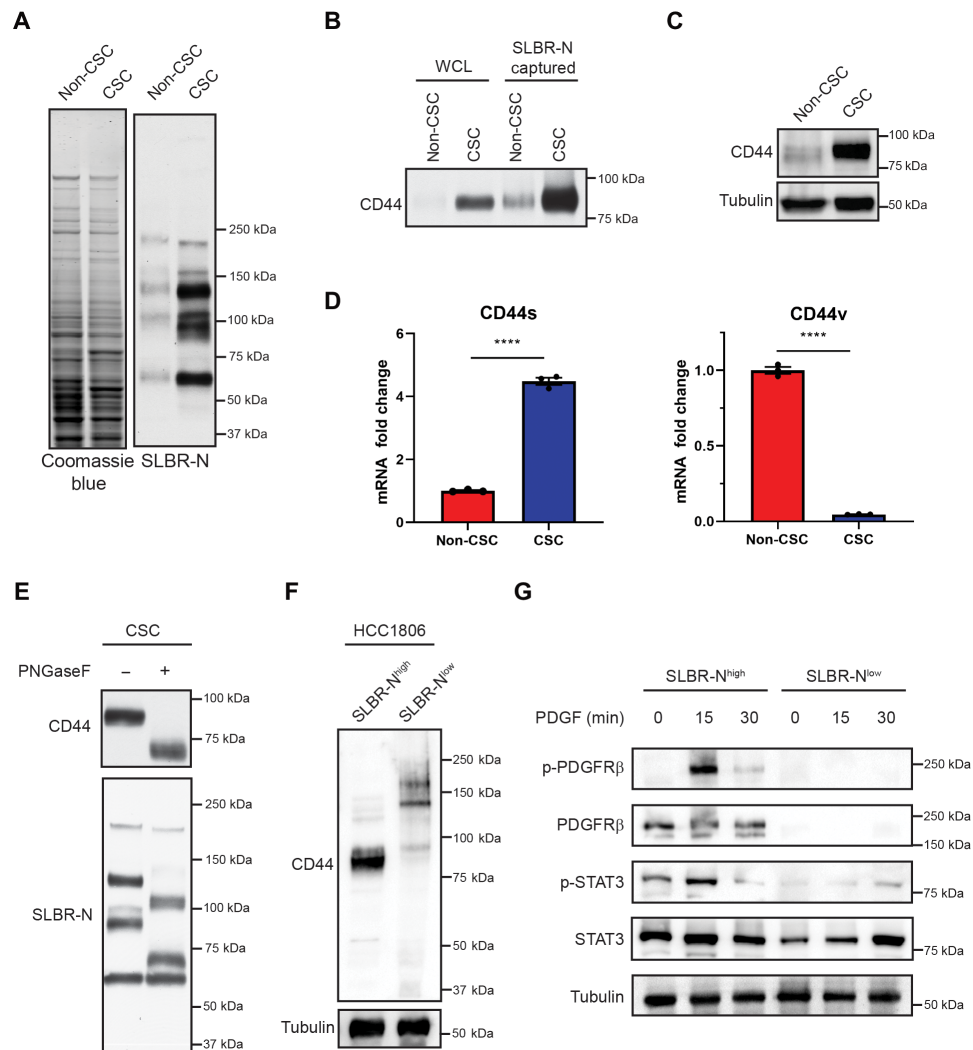 A
Non-CSC
CSC
Non-CSC
CSC
250 kDa
150 kDa
100 kDa
75 kDa
50 kDa
37 kDa
Coomassie
blue
SLBR-N
B
WCL
SLBR-N
captured
Non-CSC
CSC
Non-CSC
CSC
CD44
100 kDa
75 kDa
C
Non-CSC
CSC
CD44
100 kDa
75 kDa
Tubulin
50 kDa
D
CD44s
****
mRNA fold change
6
4
2
0
Non-CSC
CSC
CD44v
****
mRNA fold change
1.0
0.5
0.0
Non-CSC
CSC
E
CSC
PNGaseF – +
CD44
100 kDa
75 kDa
SLBR-N
250 kDa
150 kDa
100 kDa
75 kDa
50 kDa
37 kDa
F
HCC1806
SLBR-Nhigh
SLBR-Nlow
250 kDa
150 kDa
100 kDa
CD44
75 kDa
50 kDa
37 kDa
Tubulin
50 kDa
G
SLBR-Nhigh SLBR-Nlow
PDGF (min) 0 15 30 0 15 30
p-PDGFRβ
250 kDa
PDGFRβ
250 kDa
150 kDa
p-STAT3
75 kDa
STAT3
75 kDa
Tubulin
50 kDa